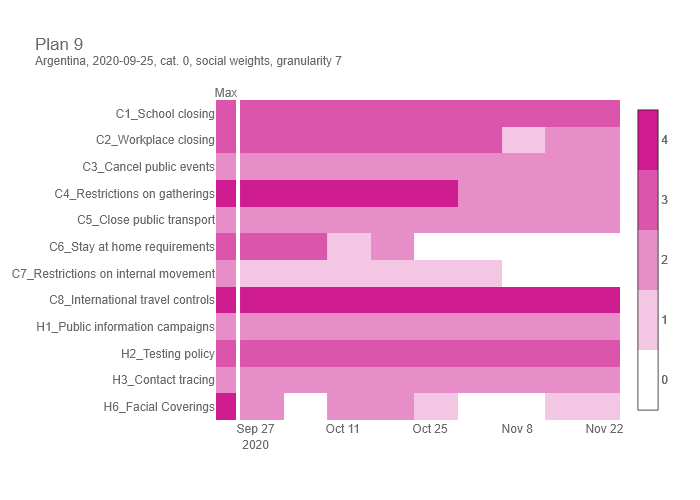 Plan 9
Argentina, 2020-09-25, cat. 0, social weights, granularity 7
Max
C1_School closing
C2_Workplace closing
C3_Cancel public events
C4_Restrictions on gatherings
C5_Close public transport
C6_Stay at home requirements
C7_Restrictions on internal movement
C8_International travel controls
H1_Public information campaigns
H2_Testing policy
H3_Contact tracing
H6_Facial Coverings
Sep 27 Oct 11 Oct 25 Nov 8 Nov 22
2020
4
3
2
1
0